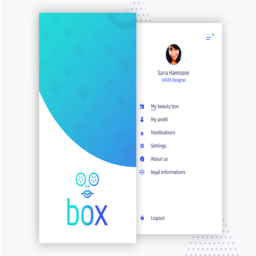 Sarra Hammami
UI/UX Designer
My beauty box
My profil
Notifications
Settings
About us
legal informations
Logout
box